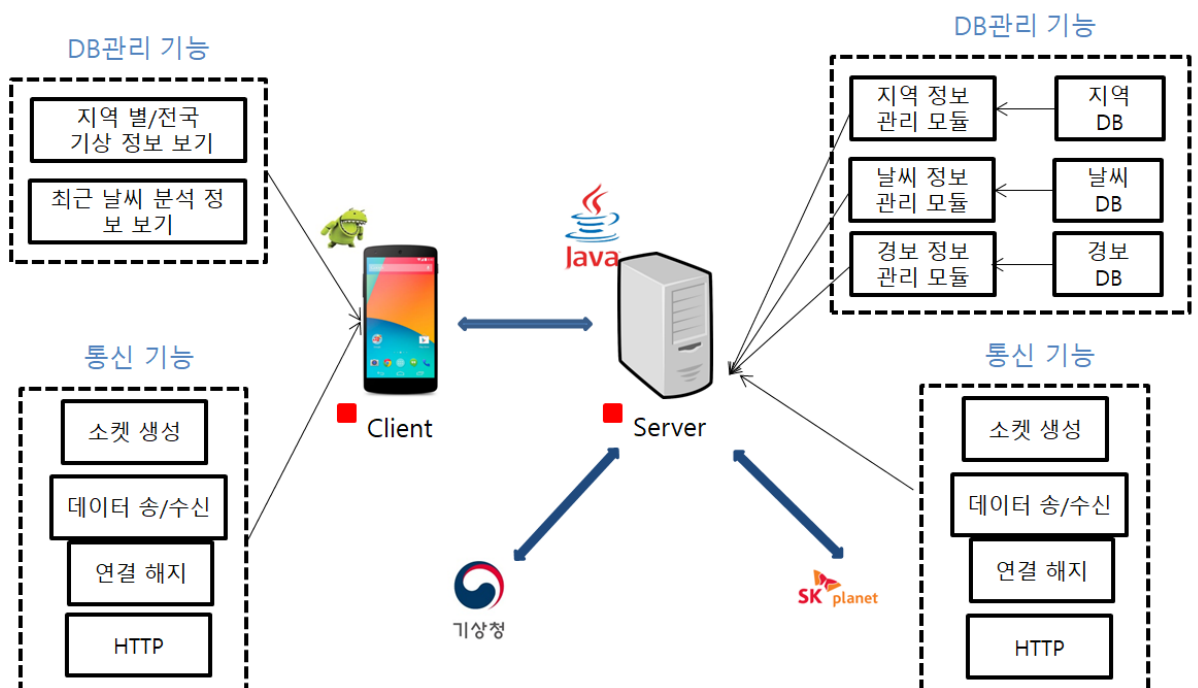 DB관리 기능
지역 별/전국
기상 정보 보기
최근 날씨 분석 정
보 보기
통신 기능
소켓 생성
데이터 송/수신
연결 해지
HTTP
Client
Java
Server
기상청
SK planet
DB관리 기능
지역 정보
관리 모듈
지역
DB
날씨 정보
관리 모듈
날씨
DB
경보 정보
관리 모듈
경보
DB
통신 기능
소켓 생성
데이터 송/수신
연결 해지
HTTP